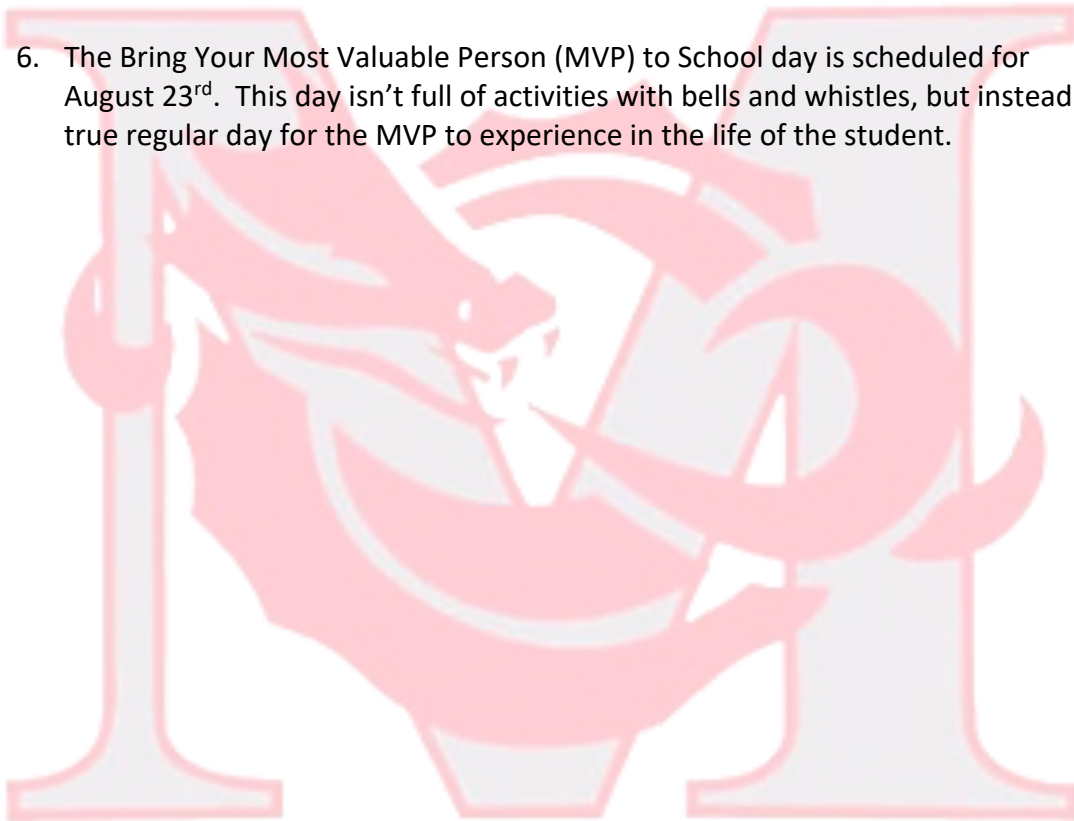 6. The Bring Your Most Valuable Person (MVP) to School day is scheduled for
August 23rd. This day isn’t full of activities with bells and whistles, but instead
true regular day for the MVP to experience in the life of the student.